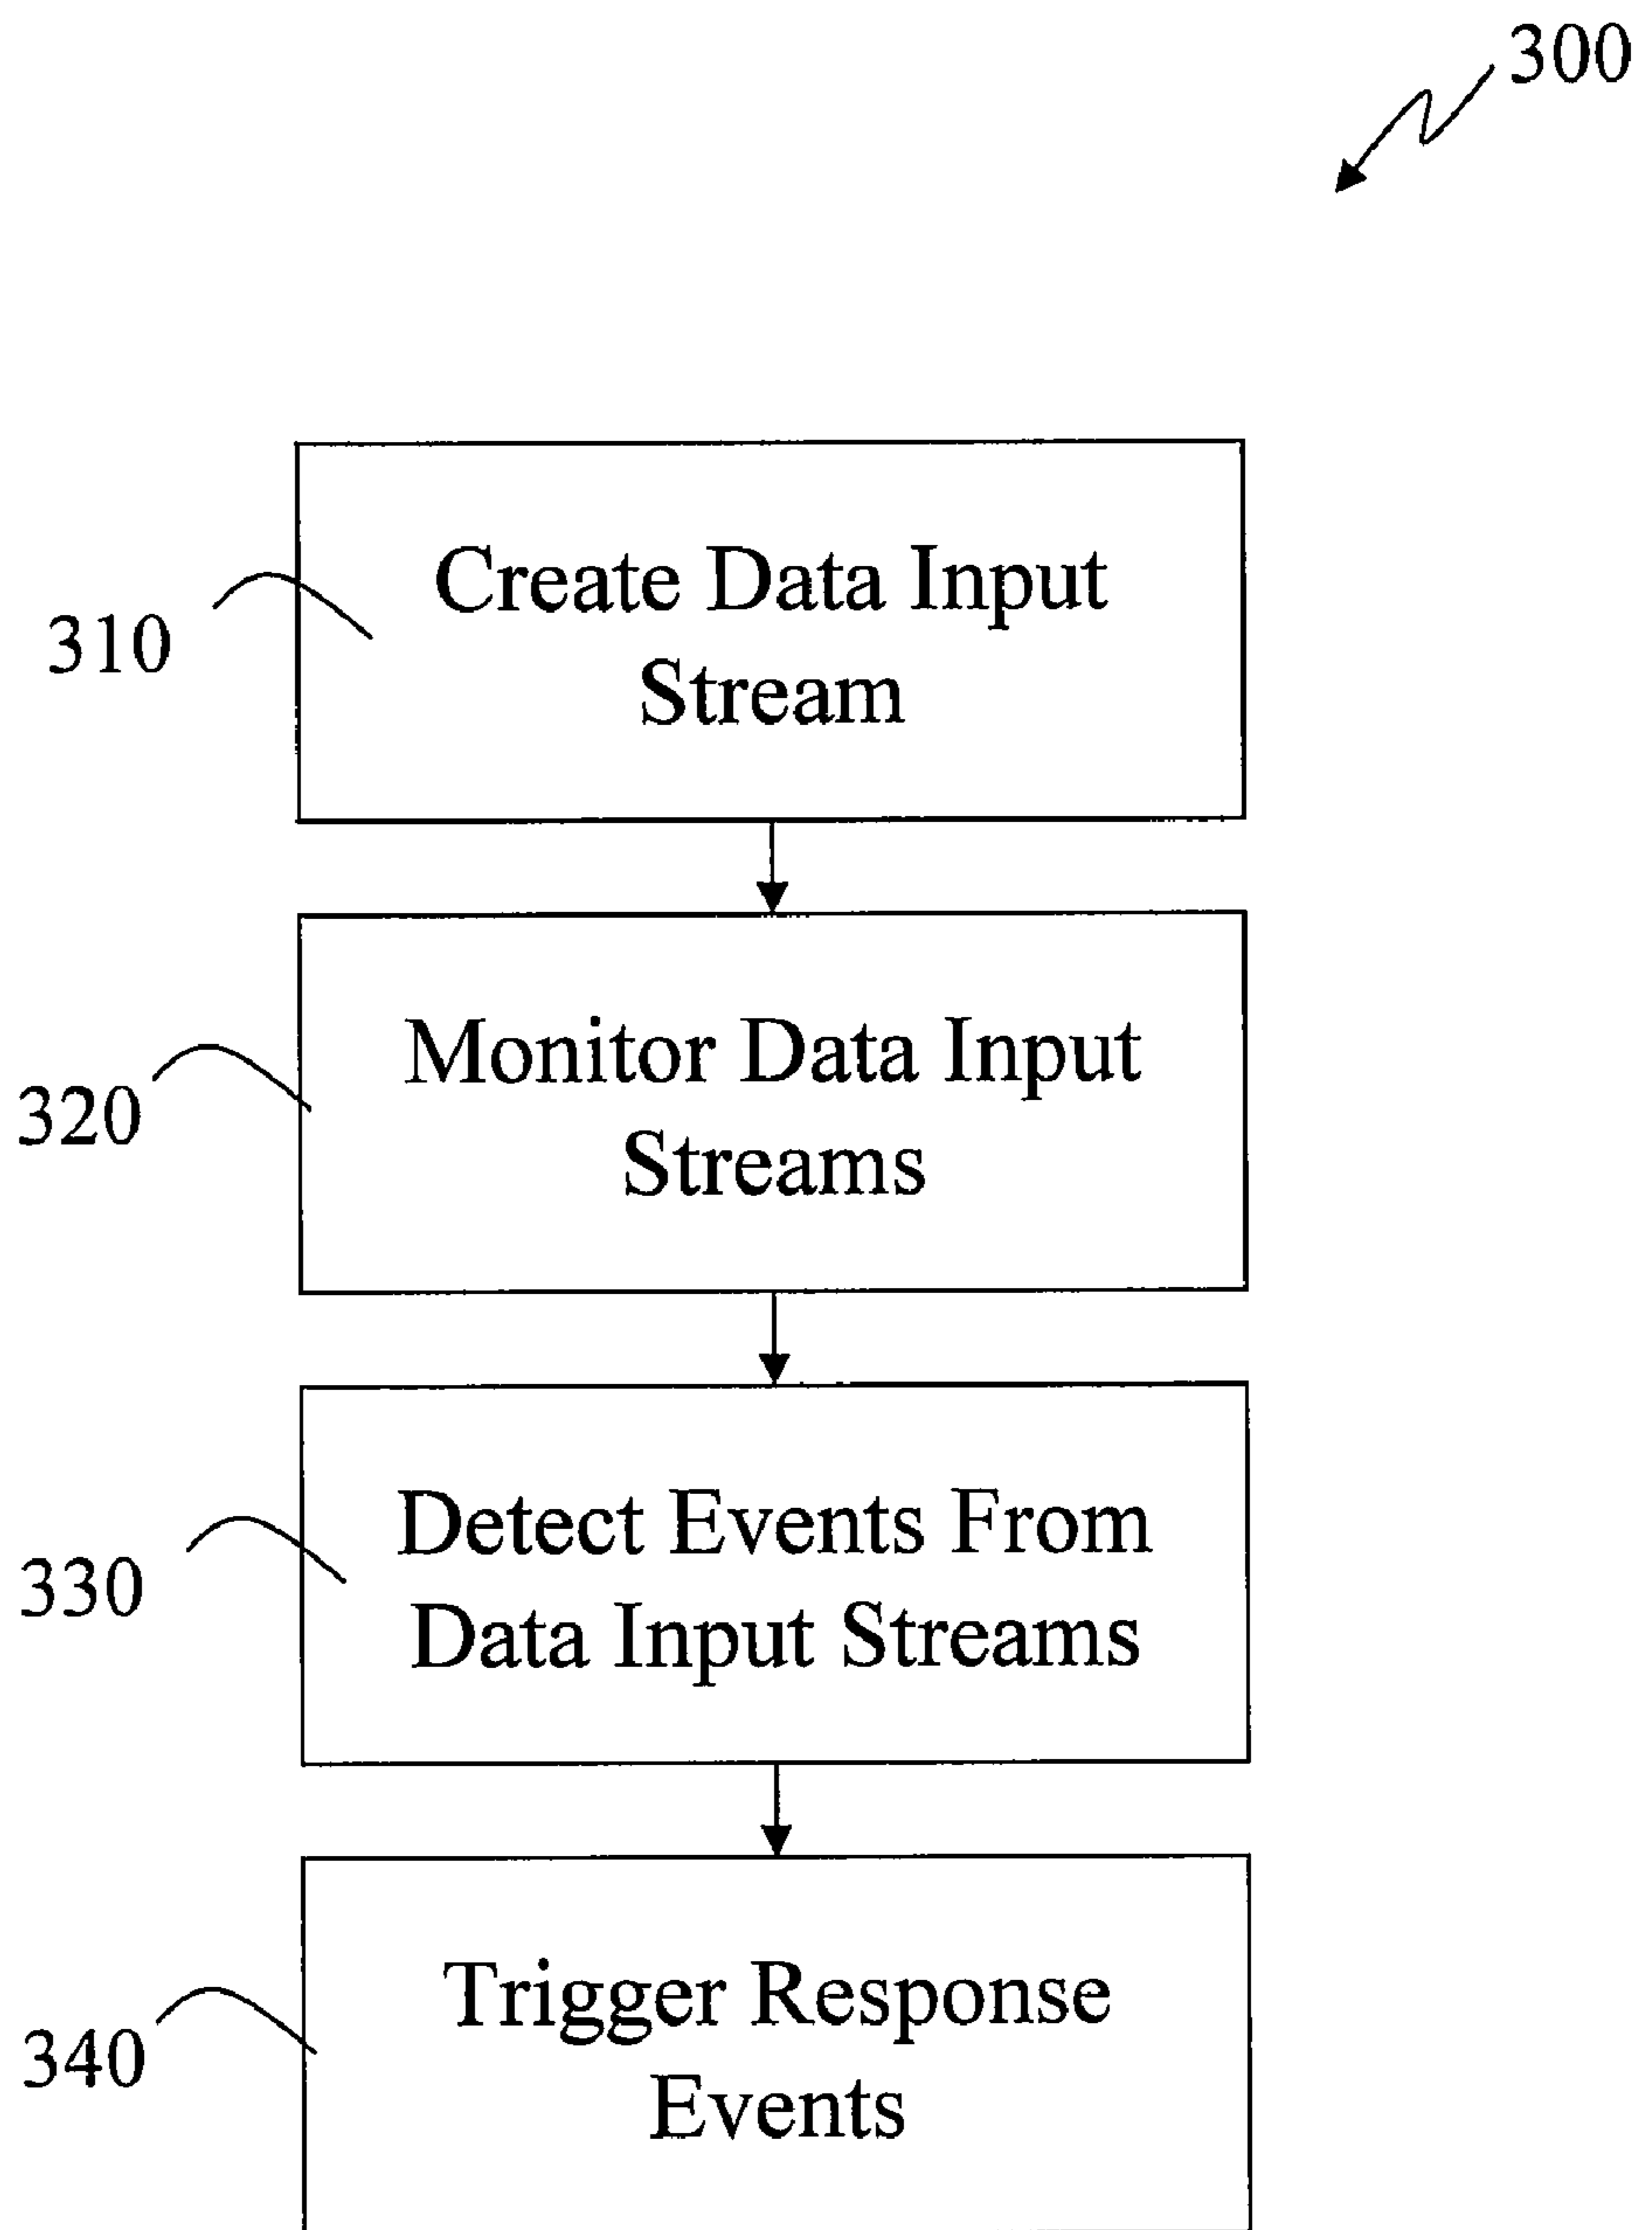 300
310
Create Data Input
Stream
320
Monitor Data Input
Streams
330
Detect Events From
Data Input Streams
340
Trigger Response
Events